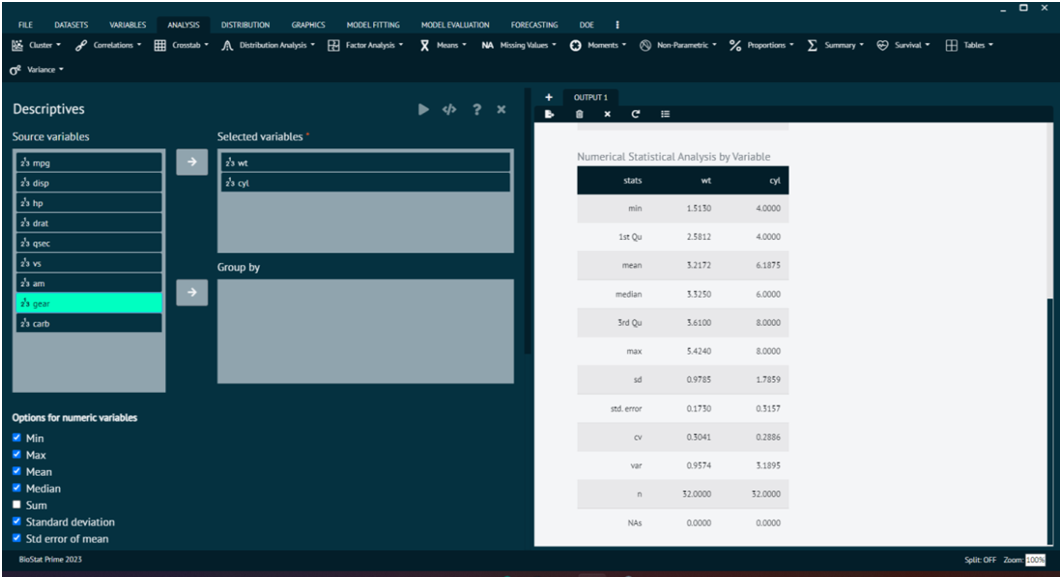 FILE DATASETS VARIABLES ANALYSIS DISTRIBUTION GRAPHICS MODEL FITTING MODEL EVALUATION FORECASTING DOE
Cluster Correlations Crosstab Distribution Analysis Factor Analysis Means NA Missing Values Moments Non-Parametric Proportions Summary Survival Tables
σ² Variance
Descriptives
Source variables
mpg
disp
hp
drat
qsec
vs
am
gear
carb
Selected variables *
wt
cyl
Group by
Options for numeric variables
Min
Max
Mean
Median
Sum
Standard deviation
Std error of mean
OUTPUT 1
Numerical Statistical Analysis by Variable
stats wt cyl
min 1.5130 4.0000
1st Qu 2.5812 4.0000
mean 3.2172 6.1875
median 3.3250 6.0000
3rd Qu 3.6100 8.0000
max 5.4240 8.0000
sd 0.9785 1.7859
std. error 0.1730 0.3157
cv 0.3041 0.2886
var 0.9574 3.1895
n 32.0000 32.0000
NAs 0.0000 0.0000
BioStat Prime 2023
Split: OFF Zoom: 100%